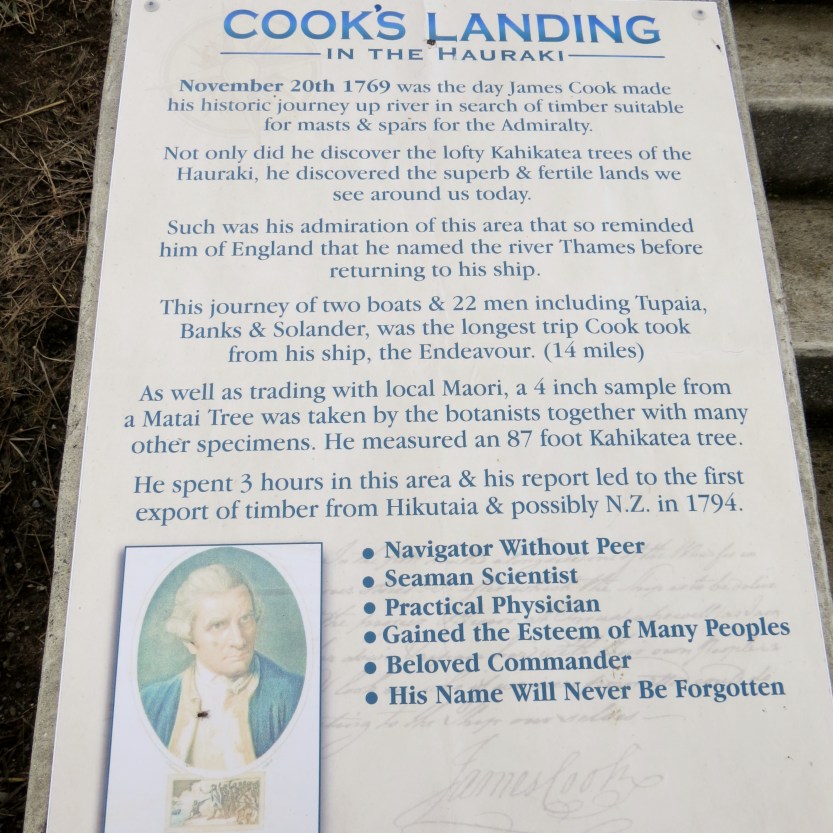 COOK'S LANDING
IN THE HAURAKI
November 20th 1769 was the day James Cook made
his historic journey up river in search of timber suitable
for masts & spars for the Admiralty.
Not only did he discover the lofty Kahikatea trees of the
Hauraki, he discovered the superb & fertile lands we
see around us today.
Such was his admiration of this area that so reminded
him of England that he named the river Thames before
returning to his ship.
This journey of two boats & 22 men including Tupaia,
Banks & Solander, was the longest trip Cook took
from his ship, the Endeavour. (14 miles)
As well as trading with local Maori, a 4 inch sample from
a Matai Tree was taken by the botanists together with many
other specimens. He measured an 87 foot Kahikatea tree.
He spent 3 hours in this area & his report led to the first
export of timber from Hikutaia & possibly N.Z. in 1794.
• Navigator Without Peer
• Seaman Scientist
• Practical Physician
• Gained the Esteem of Many Peoples
• Beloved Commander
• His Name Will Never Be Forgotten
James Cook